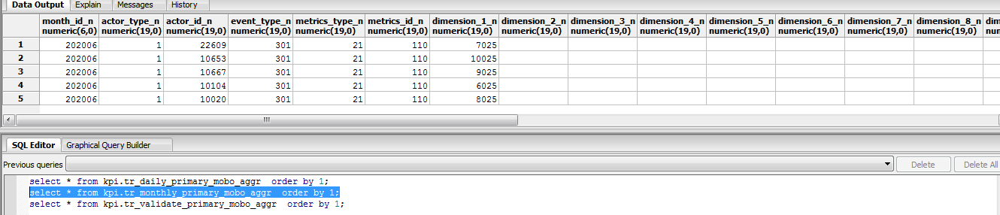 Data Output Explain Messages History
month_id_n actor_type_n actor_id_n event_type_n metrics_type_n metrics_id_n dimension_1_n dimension_2_n dimension_3_n dimension_4_n dimension_5_n dimension_6_n dimension_7_n dimension_8_n dim
numeric(6,0) numeric(19,0) numeric(19,0) numeric(19,0) numeric(19,0) numeric(19,0) numeric(19,0) numeric(19,0) numeric(19,0) numeric(19,0) numeric(19,0) numeric(19,0) numeric(19,0) numeric(19,0)
1 202006 1 22609 301 21 110 7025
2 202006 1 10653 301 21 110 10025
3 202006 1 10667 301 21 110 9025
4 202006 1 10104 301 21 110 6025
5 202006 1 10020 301 21 110 8025
SQL Editor Graphical Query Builder
Previous queries Delete Delete All
select * from kpi.tr_daily_primary_mobo_aggr order by 1;
select * from kpi.tr_monthly_primary_mobo_aggr order by 1;
select * from kpi.tr_validate_primary_mobo_aggr order by 1;